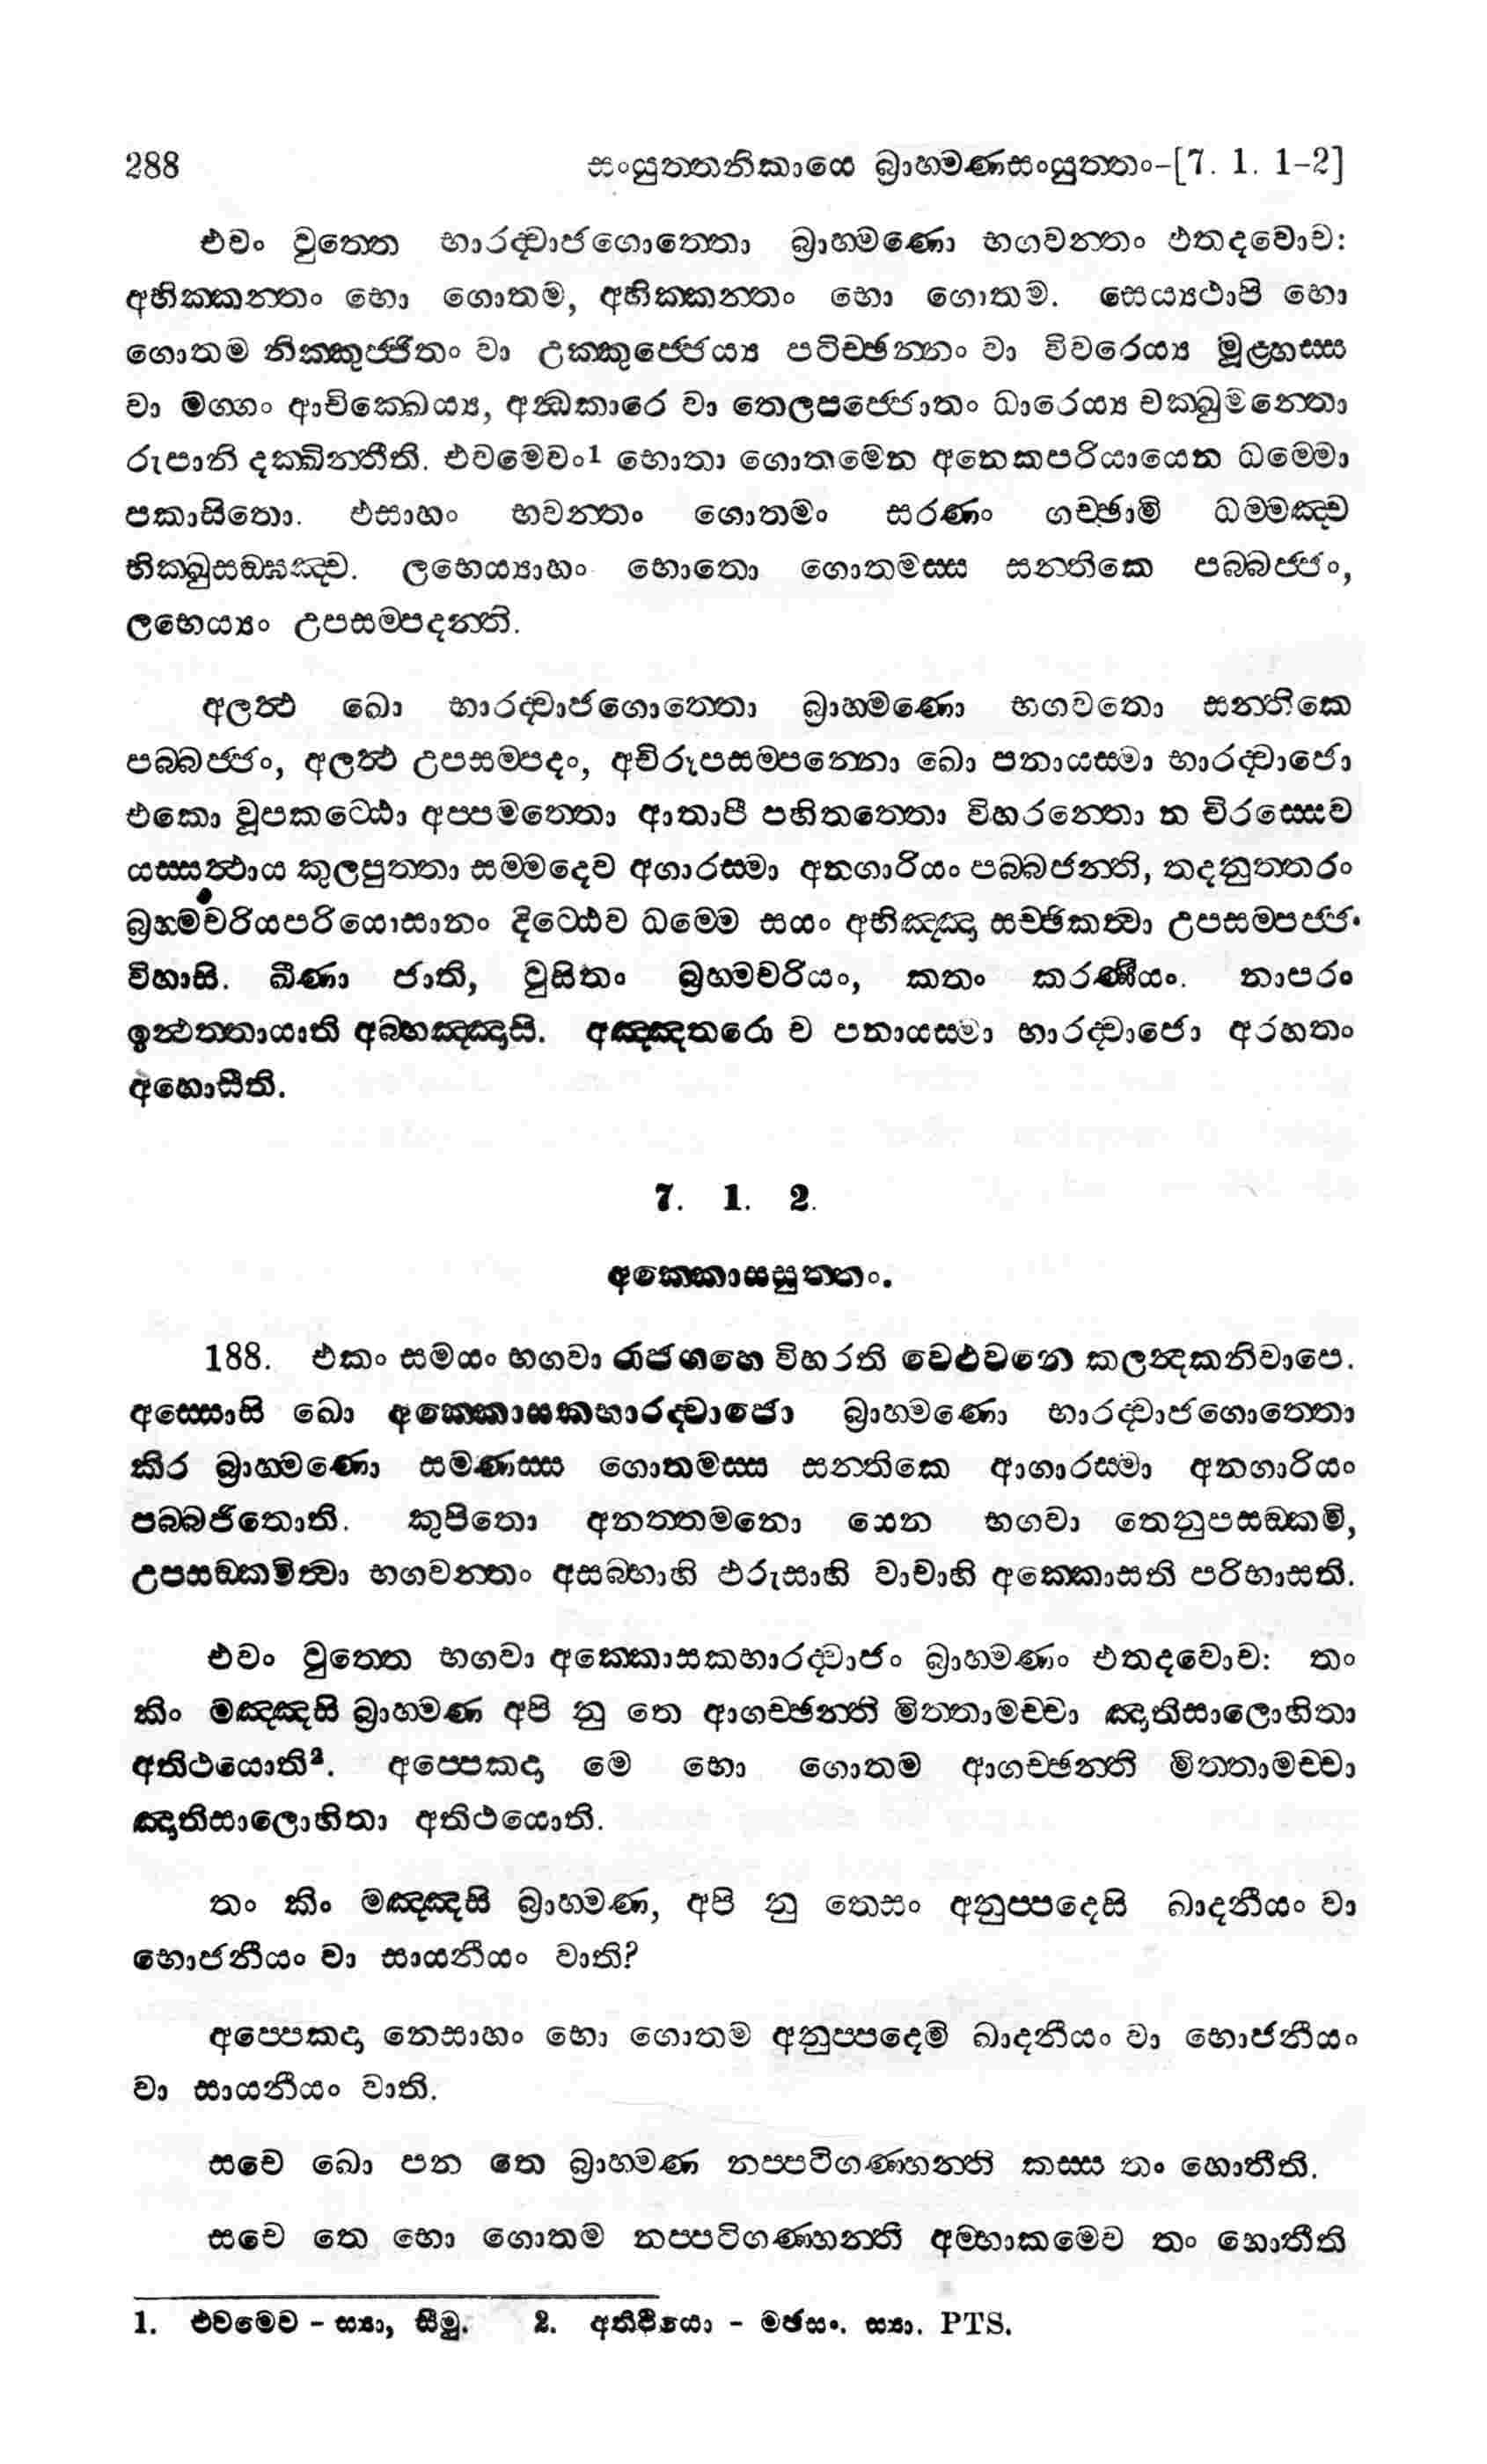 288 සංයුත්තනිකායෙ බ්‍රාහ්මණසංයුත්තං-[7. 1. 1-2]
එවං වුත්තෙ භාරද්වාජගොත්තො බ්‍රාහ්මණො භගවන්තං ඵතදවොච:
අභික්කන්තං භො ගොතම, අභික්කන්තං භො ගොතම. සෙය්‍යථාපි භො
ගොතම නික්කුජ්ජිතං වා උක්කුජ්ජෙය්‍ය පටිච්ඡන්නං වා විවරෙය්‍ය මූළ්හස්ස
වා මග්ගං ආචික්ඛෙය්‍ය, අන්ධකාරෙ වා තෙලපජ්ජොතං ධාරෙය්‍ය චක්ඛුමන්තො
රූපානි දක්ඛින්තීති. එවමෙවං1 භොතා ගොතමෙන අනෙකපරියායෙන ධම්මො
පකාසිතො. ඵසාහං භවන්තං ගොතමං සරණං ගච්ඡාමි ධම්මඤ්ච
භික්ඛුසඞ්ඝඤ්ච. ලභෙය්‍යාහං භොතො ගොතමස්ස සන්තිකෙ පබ්බජ්ජං,
ලභෙය්‍යං උපසම්පදන්ති.
අලත්‍ථ ඛො භාරද්වාජගොත්තො බ්‍රාහ්මණො භගවතො සන්තිකෙ
පබ්බජ්ජං, අලත්‍ථ උපසම්පදං, අචිරූපසම්පන්නො ඛො පනායස්මා භාරද්වාජො
එකො වූපකට්ඨො අප්පමත්තො ආතාපී පහිතත්තො විහරන්තො න චිරස්සෙව
යස්සත්‍ථාය කුලපුත්තා සම්මදෙව අගාරස්මා අනගාරියං පබ්බජන්ති, තදනුත්තරං
බ්‍රහ්මචරියපරියොසානං දිට්ඨෙව ධම්මෙ සයං අභිඤ්ඤා සච්ඡිකත්‍වා උපසම්පජ්ජ
විහාසි. ඛීණා ජාති, වුසිතං බ්‍රහ්මචරියං, කතං කරණීයං. නාපරං
ඉත්‍ථත්තායාති අබ්භඤ්ඤාසි. අඤ්ඤතරො ච පනායස්මා භාරද්වාජො අරහතං
අහොසීති.
7. 1. 2.
අක්කොසසුත්තං.
188. එකං සමයං භගවා රාජගහෙ විහරති වෙළුවනෙ කලන්දකනිවාපෙ.
අස්සොසි ඛො අක්කොසකභාරද්වාජො බ්‍රාහ්මණො භාරද්වාජගොත්තො
කිර බ්‍රාහ්මණො සමණස්ස ගොතමස්ස සන්තිකෙ ආගාරස්මා අනගාරියං
පබ්බජිතොති. කුපිතො අනත්තමනො යෙන භගවා තෙනුපසඞ්කමි,
උපසඞ්කමිත්‍වා භගවන්තං අසබ්භාහි ඵරුසාහි වාචාහි අක්කොසති පරිභාසති.
එවං වුත්තෙ භගවා අක්කොසකභාරද්වාජං බ්‍රාහ්මණං එතදවොච: තං
කිං මඤ්ඤසි බ්‍රාහ්මණ අපි නු තෙ ආගච්ඡන්ති මිත්තාමච්චා ඤාතිසාලොහිතා
අතිථයොති2. අප්පෙකදා මෙ භො ගොතම ආගච්ඡන්ති මිත්තාමච්චා
ඤාතිසාලොහිතා අතිථයොති.
තං කිං මඤ්ඤසි බ්‍රාහ්මණ, අපි නු තෙසං අනුප්පදෙසි ඛාදනීයං වා
භොජනීයං වා සායනීයං වාති?
අප්පෙකදා නෙසාහං භො ගොතම අනුප්පදෙමි ඛාදනීයං වා භොජනීයං
වා සායනීයං වාති.
සචෙ ඛො පන තෙ බ්‍රාහ්මණ නප්පටිගණ්හන්ති කස්ස තං හොතීති.
සචෙ තෙ භො ගොතම නප්පටිගණ්හන්ති අම්හාකමෙව තං හොතීති
1. එවමෙව - ස්‍යා, සීමු. 2. අතිථියො - මඡසං. ස්‍යා. PTS.